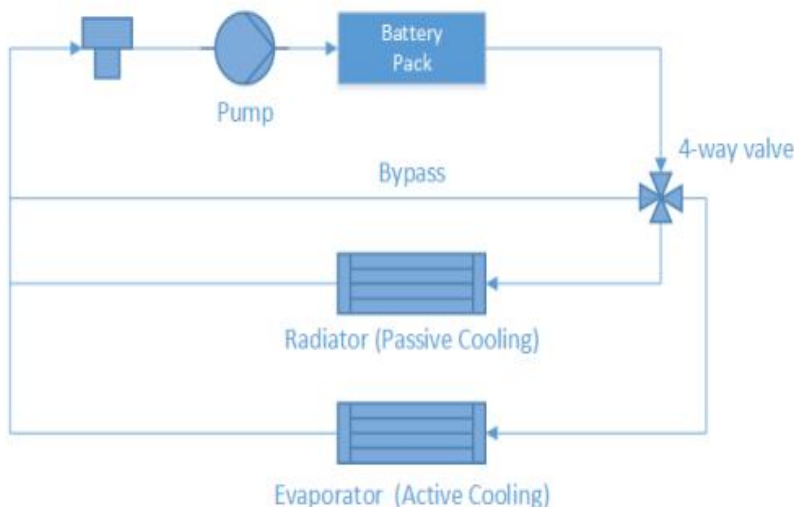 Battery
Pack
Pump
4-way valve
Bypass
Radiator (Passive Cooling)
Evaporator (Active Cooling)